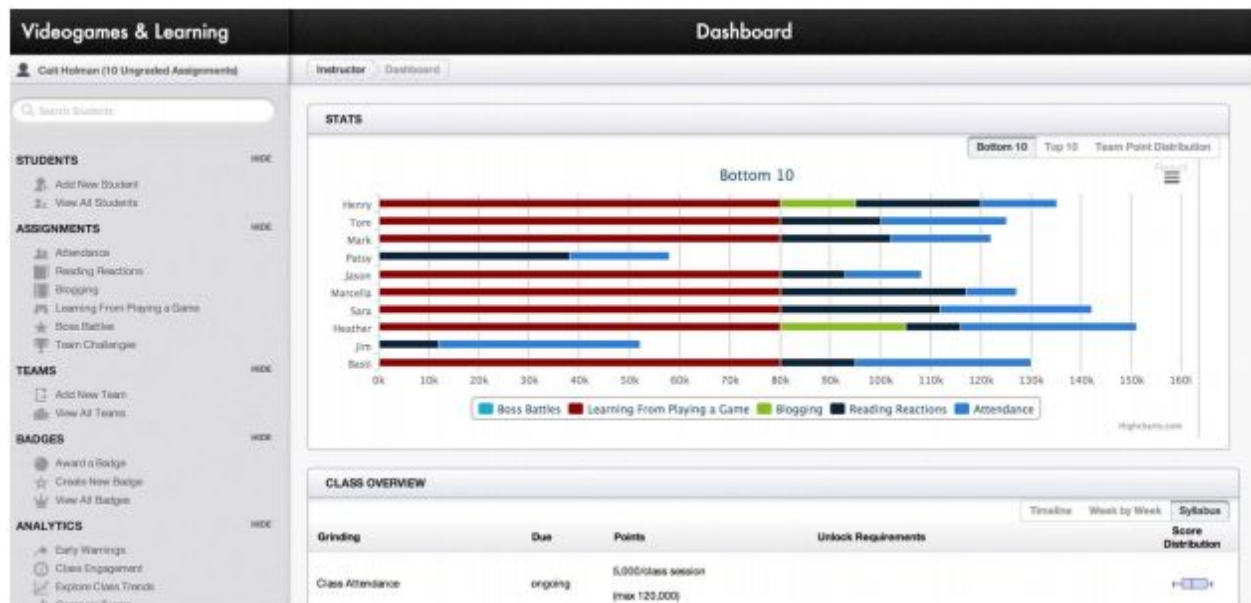 Videogames & Learning
Dashboard
Cait Holman (10 Ungraded Assignments)
Instructor
Dashboard
Search Students
STATS
Bottom 10
Top 10
Team Point Distribution
STUDENTS
HIDE
Add New Student
View All Students
ASSIGNMENTS
HIDE
Attendance
Reading Reactions
Blogging
Learning From Playing a Game
Boss Battles
Team Challenges
TEAMS
HIDE
Add New Team
View All Teams
BADGES
HIDE
Award a Badge
Create New Badge
View All Badges
ANALYTICS
HIDE
Early Warnings
Class Engagement
Explore Class Trends
Bottom 10
Henry
Tom
Mark
Patsy
Jason
Marcella
Sara
Heather
Jim
0k 10k 20k 30k 40k 50k 60k 70k 80k 90k 100k 110k 120k 130k 140k 150k 160
Boss Battles Learning From Playing a Game Blogging Reading Reactions Attendance
Highcharts.com
CLASS OVERVIEW
Timeline
Week by Week
Syllabus
Grinding
Due
Points
Unlock Requirements
Score
Distribution
Class Attendance
ongoing
5,000/class session
(max 120,000)